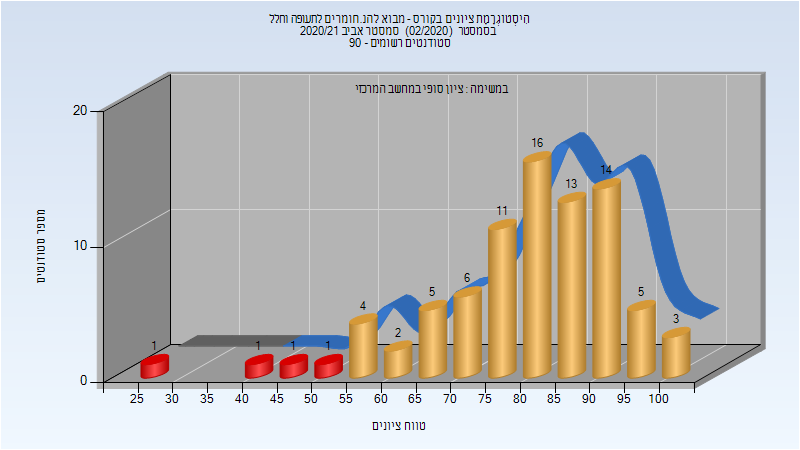 היסטוגרמת ציונים בקורס - מבוא להנ. חומרים לתעופה וחלל
בסמסטר (02/2020) סמסטר אביב 2020/21
סטודנטים רשומים - 90
במשימה : ציון סופי במחשב המרכזי
מספר סטודנטים
20
10
0
1
1
1
1
4
2
5
6
11
16
13
14
5
3
25 30 35 40 45 50 55 60 65 70 75 80 85 90 95 100
טווח ציונים